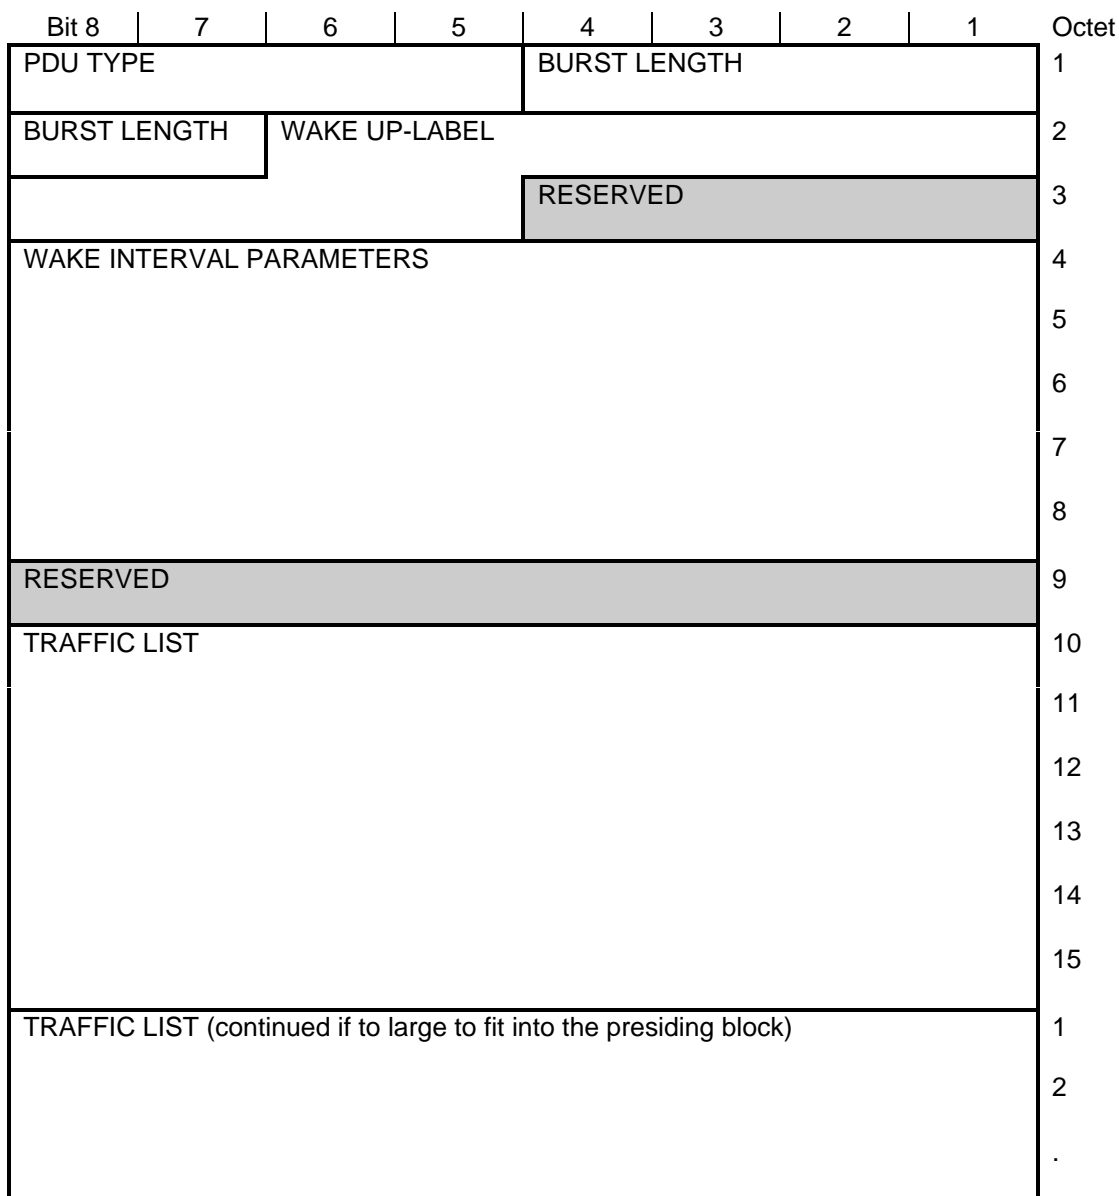 Bit 8 7 6 5 4 3 2 1 Octet
PDU TYPE BURST LENGTH 1
BURST LENGTH WAKE UP-LABEL 2
RESERVED 3
WAKE INTERVAL PARAMETERS 4
5
6
7
8
RESERVED 9
TRAFFIC LIST 10
11
12
13
14
15
TRAFFIC LIST (continued if to large to fit into the presiding block) 1
2
.